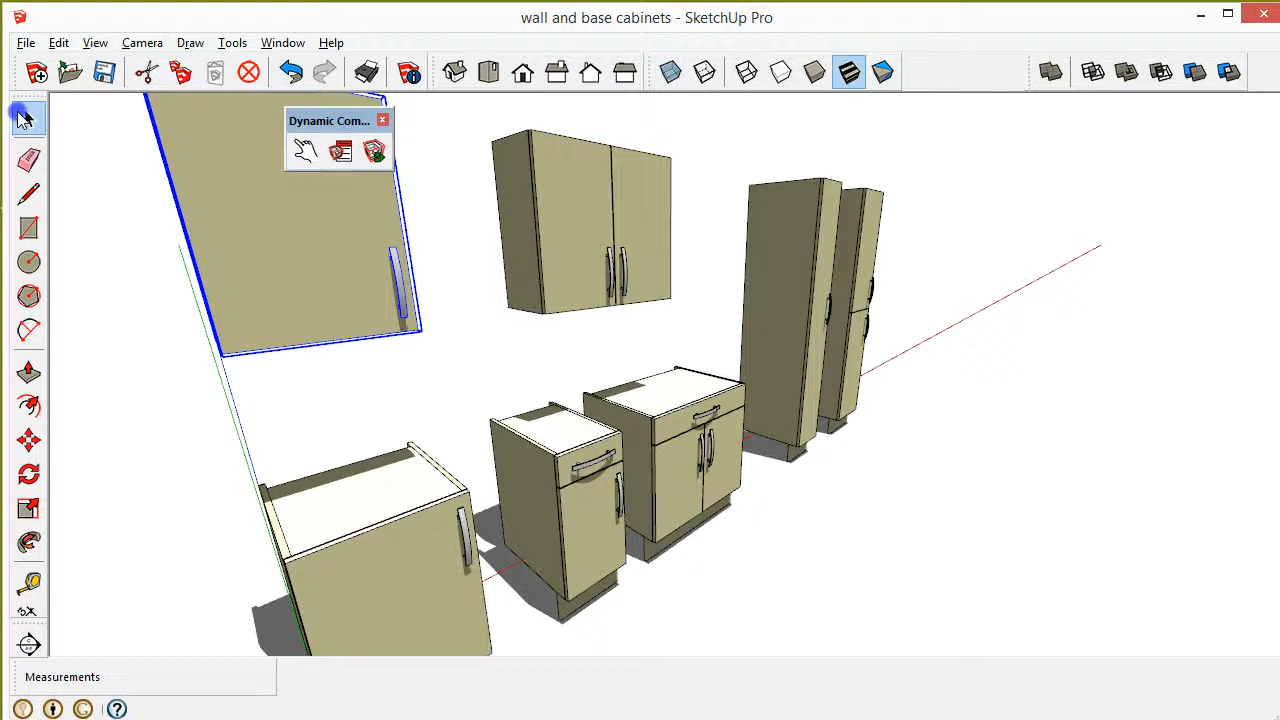 wall and base cabinets - SketchUp Pro
File Edit View Camera Draw Tools Window Help
Dynamic Com...
Measurements